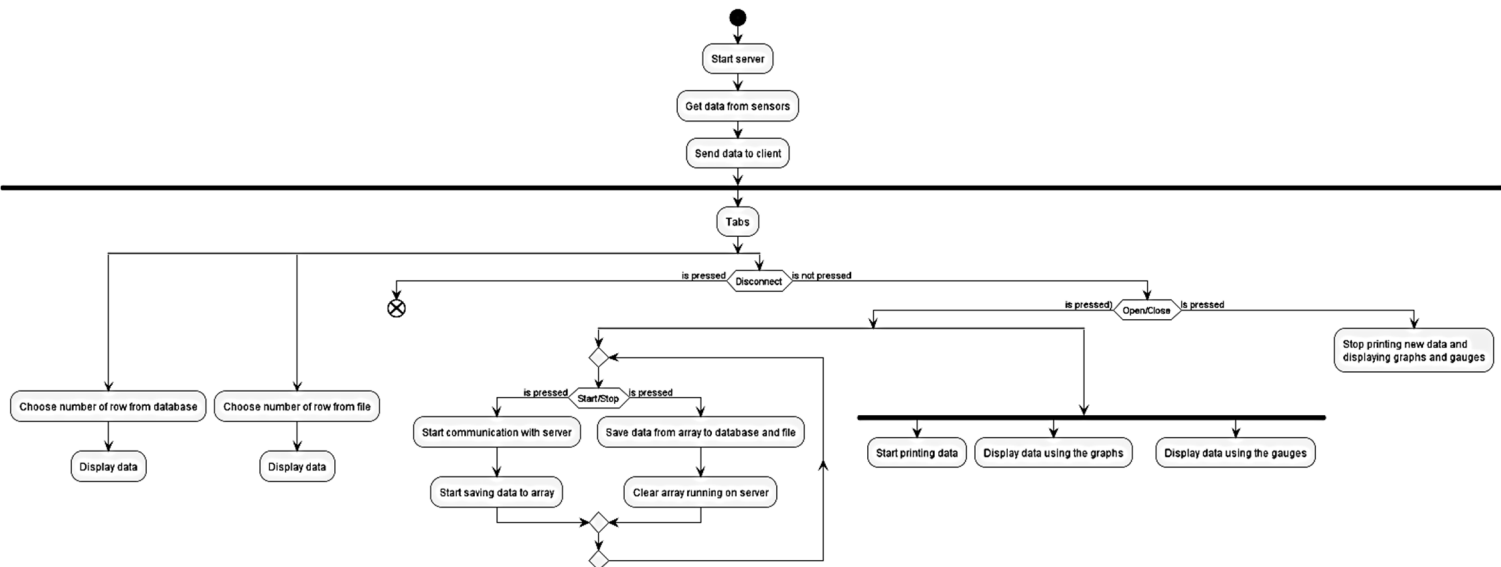 Start server
Get data from sensors
Send data to client
Tabs
is pressed
Disconnect
is not pressed
is pressed)
Open/Close
Is pressed
Stop printing new data and
displaying graphs and gauges
Choose number of row from database
Choose number of row from file
is pressed
Start/Stop
is pressed
Start communication with server
Save data from array to database and file
Start printing data
Display data using the graphs
Display data using the gauges
Display data
Display data
Start saving data to array
Clear array running on server